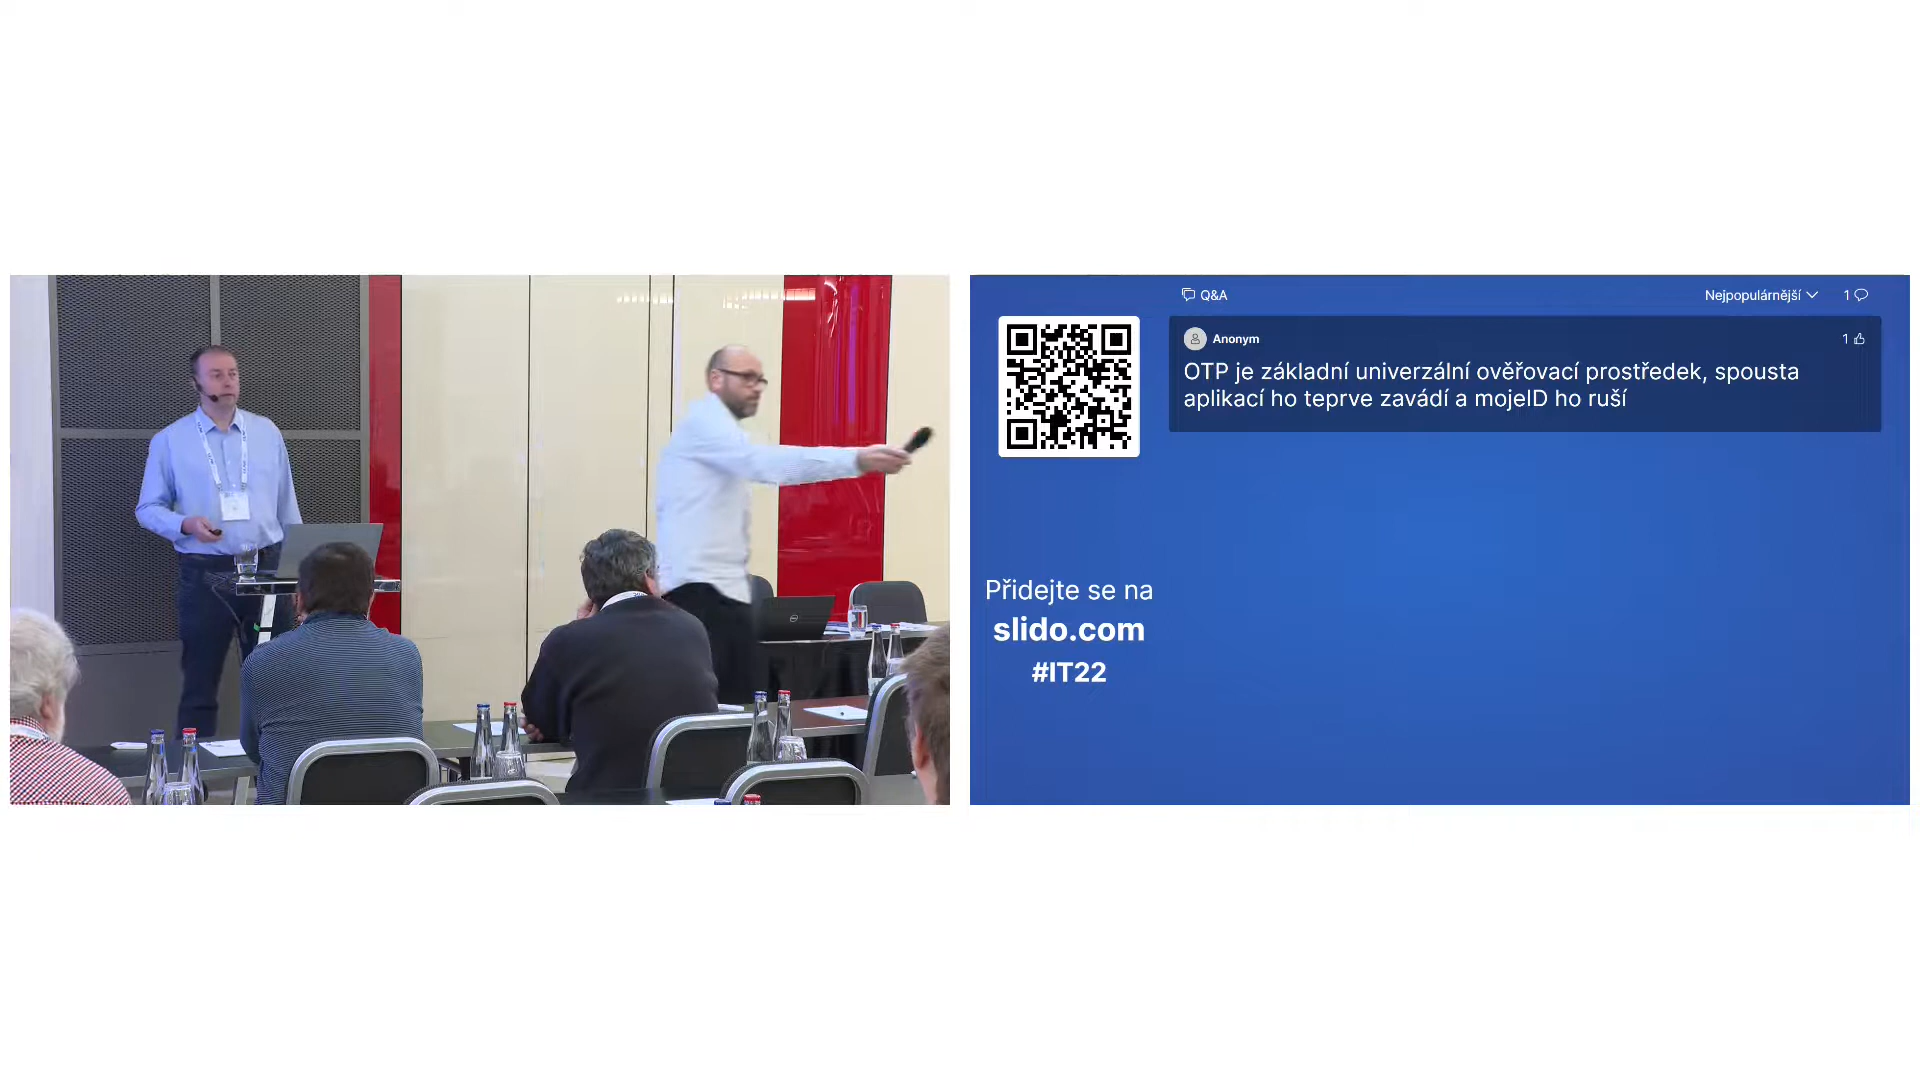 Q&A
Nejpopulárnější
1
Anonym
1
OTP je základní univerzální ověřovací prostředek, spousta
aplikací ho teprve zavádí a mojeID ho ruší
Přidejte se na
slido.com
#IT22